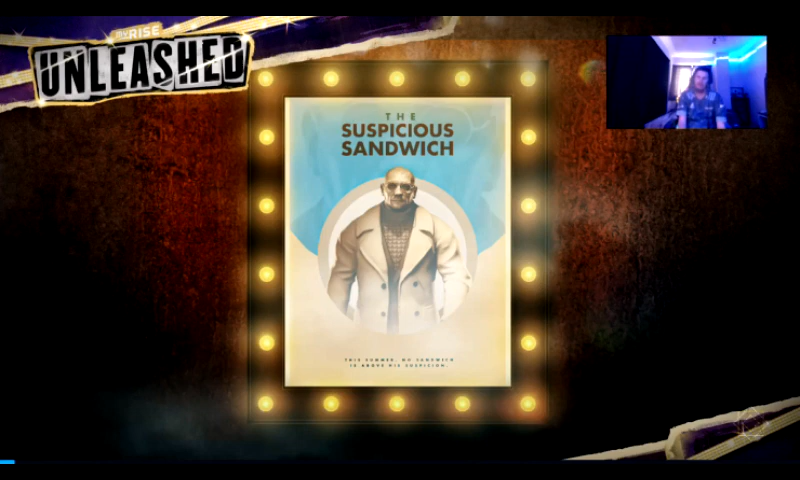 myRISE
UNLEASHED
THE
SUSPICIOUS
SANDWICH
THIS SUMMER, NO SANDWICH
IS ABOVE HIS SUSPICION.